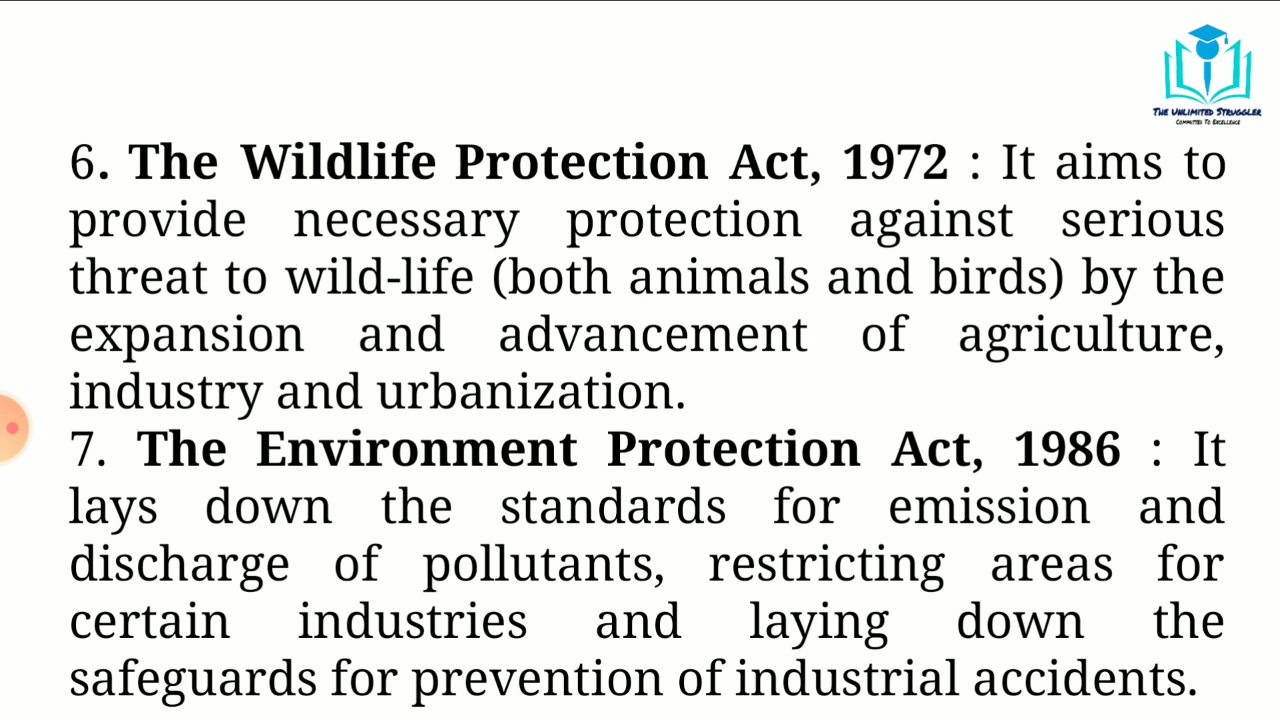 THE UNLIMITED STRUGGLER
COMMITTED TO EXCELLENCE
6. The Wildlife Protection Act, 1972 : It aims to
provide necessary protection against serious
threat to wild-life (both animals and birds) by the
expansion and advancement of agriculture,
industry and urbanization.
7. The Environment Protection Act, 1986 : It
lays down the standards for emission and
discharge of pollutants, restricting areas for
certain industries and laying down the
safeguards for prevention of industrial accidents.